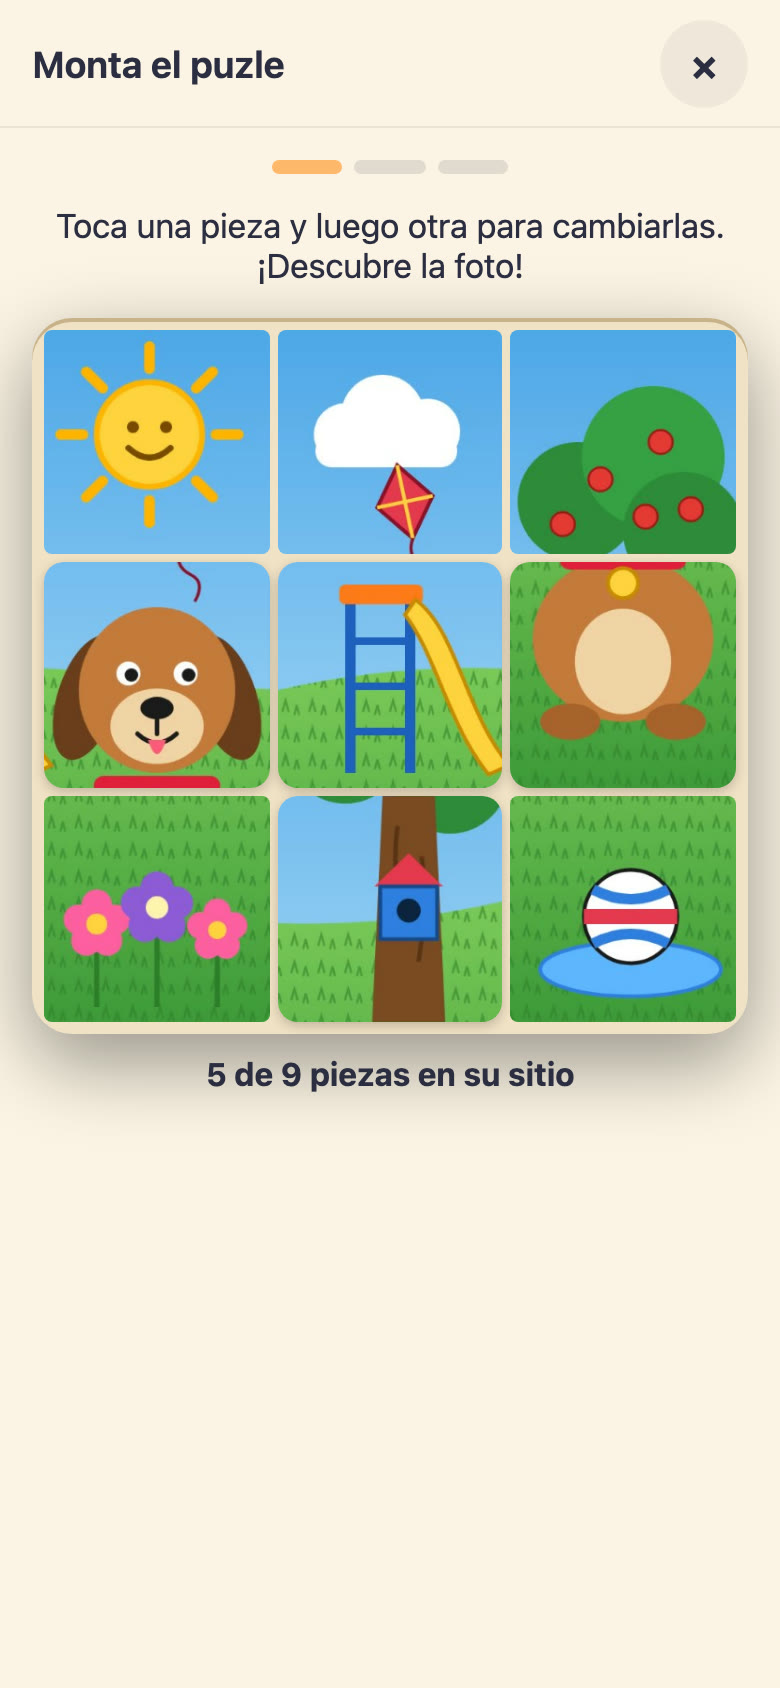 Monta el puzle
×
Toca una pieza y luego otra para cambiarlas.
¡Descubre la foto!
5 de 9 piezas en su sitio